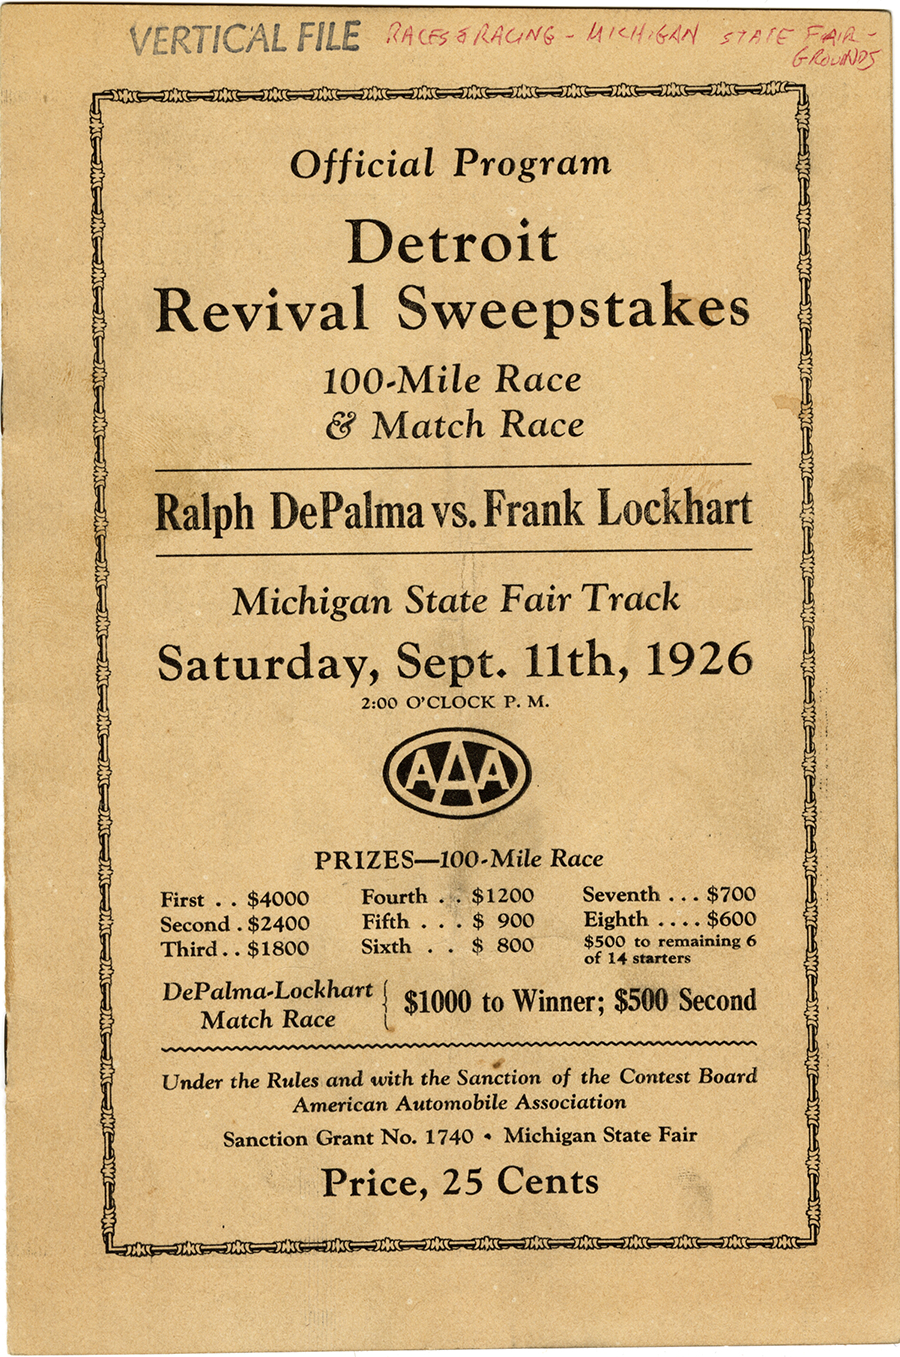 VERTICAL FILE RACES & RACING - MICHIGAN STATE FAIR-
GROUNDS
Official Program
Detroit
Revival Sweepstakes
100-Mile Race
& Match Race
Ralph DePalma vs. Frank Lockhart
Michigan State Fair Track
Saturday, Sept. 11th, 1926
2:00 O'CLOCK P. M.
AAA
PRIZES—100-Mile Race
First . . $4000
Second . $2400
Third . . $1800
Fourth . . $1200
Fifth . . . $ 900
Sixth . . $ 800
Seventh . . . $700
Eighth . . . . $600
$500 to remaining 6
of 14 starters
DePalma-Lockhart
Match Race
$1000 to Winner; $500 Second
Under the Rules and with the Sanction of the Contest Board
American Automobile Association
Sanction Grant No. 1740 • Michigan State Fair
Price, 25 Cents